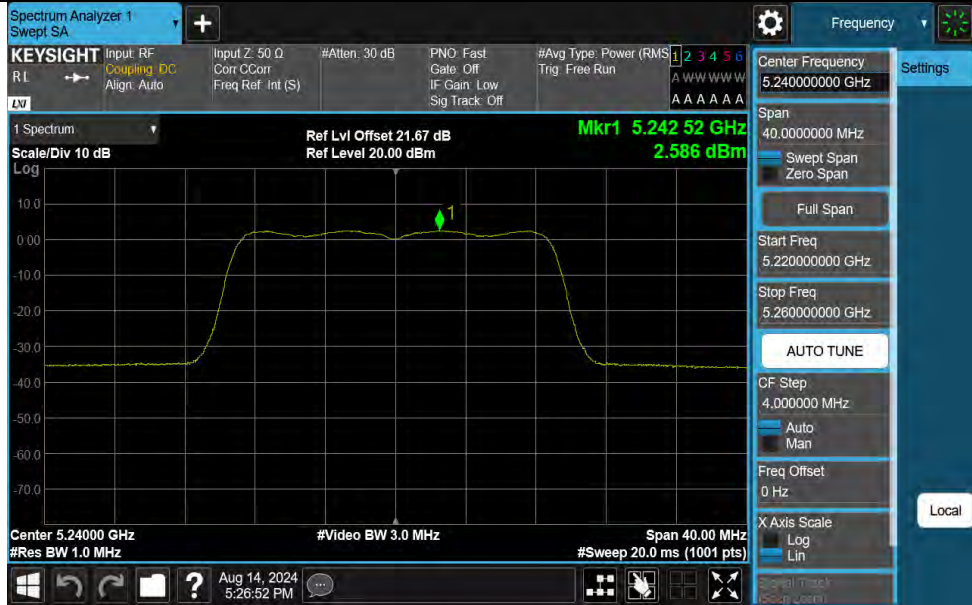 Spectrum Analyzer 1
Swept SA
+
Frequency
KEYSIGHT
RL
LXI
Input: RF
Coupling: DC
Align: Auto
Input Z: 50 Ω
Corr CCorr
Freq Ref: Int (S)
#Atten: 30 dB
PNO: Fast
Gate: Off
IF Gain: Low
Sig Track: Off
#Avg Type: Power (RMS
Trig: Free Run
1 2 3 4 5 6
A W W W W W
A A A A A A
1 Spectrum
Scale/Div 10 dB
Log
Ref Lvl Offset 21.67 dB
Ref Level 20.00 dBm
Mkr1 5.242 52 GHz
2.586 dBm
10.0
0.00
-10.0
-20.0
-30.0
-40.0
-50.0
-60.0
-70.0
1
Center 5.24000 GHz
#Res BW 1.0 MHz
#Video BW 3.0 MHz
Span 40.00 MHz
#Sweep 20.0 ms (1001 pts)
?
Aug 14, 2024
5:26:52 PM
Center Frequency
5.240000000 GHz
Settings
Span
40.0000000 MHz
Swept Span
Zero Span
Full Span
Start Freq
5.220000000 GHz
Stop Freq
5.260000000 GHz
AUTO TUNE
CF Step
4.000000 MHz
Auto
Man
Freq Offset
0 Hz
X Axis Scale
Log
Lin
Local
Signal Track
(Span Zoom)